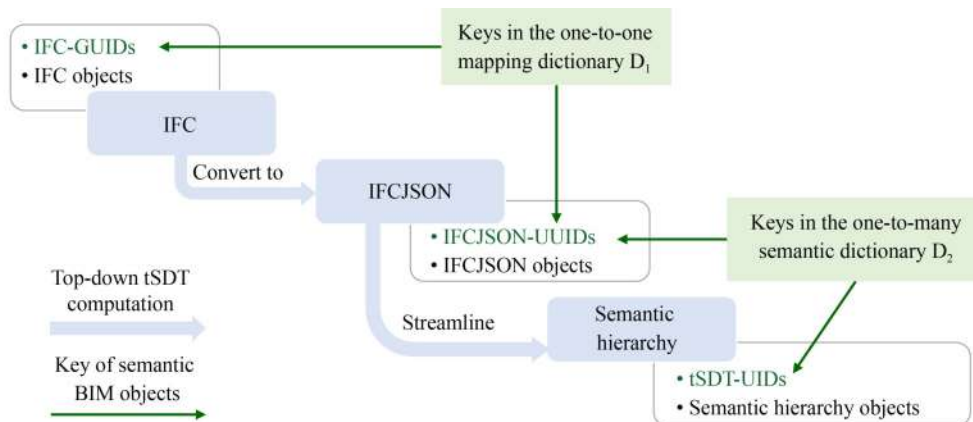 • IFC-GUIDs
• IFC objects
Keys in the one-to-one
mapping dictionary D₁
IFC
Convert to
IFCJSON
• IFCJSON-UUIDs
• IFCJSON objects
Keys in the one-to-many
semantic dictionary D₂
Top-down tSDT
computation
Streamline
Semantic
hierarchy
Key of semantic
BIM objects
• tSDT-UIDs
• Semantic hierarchy objects